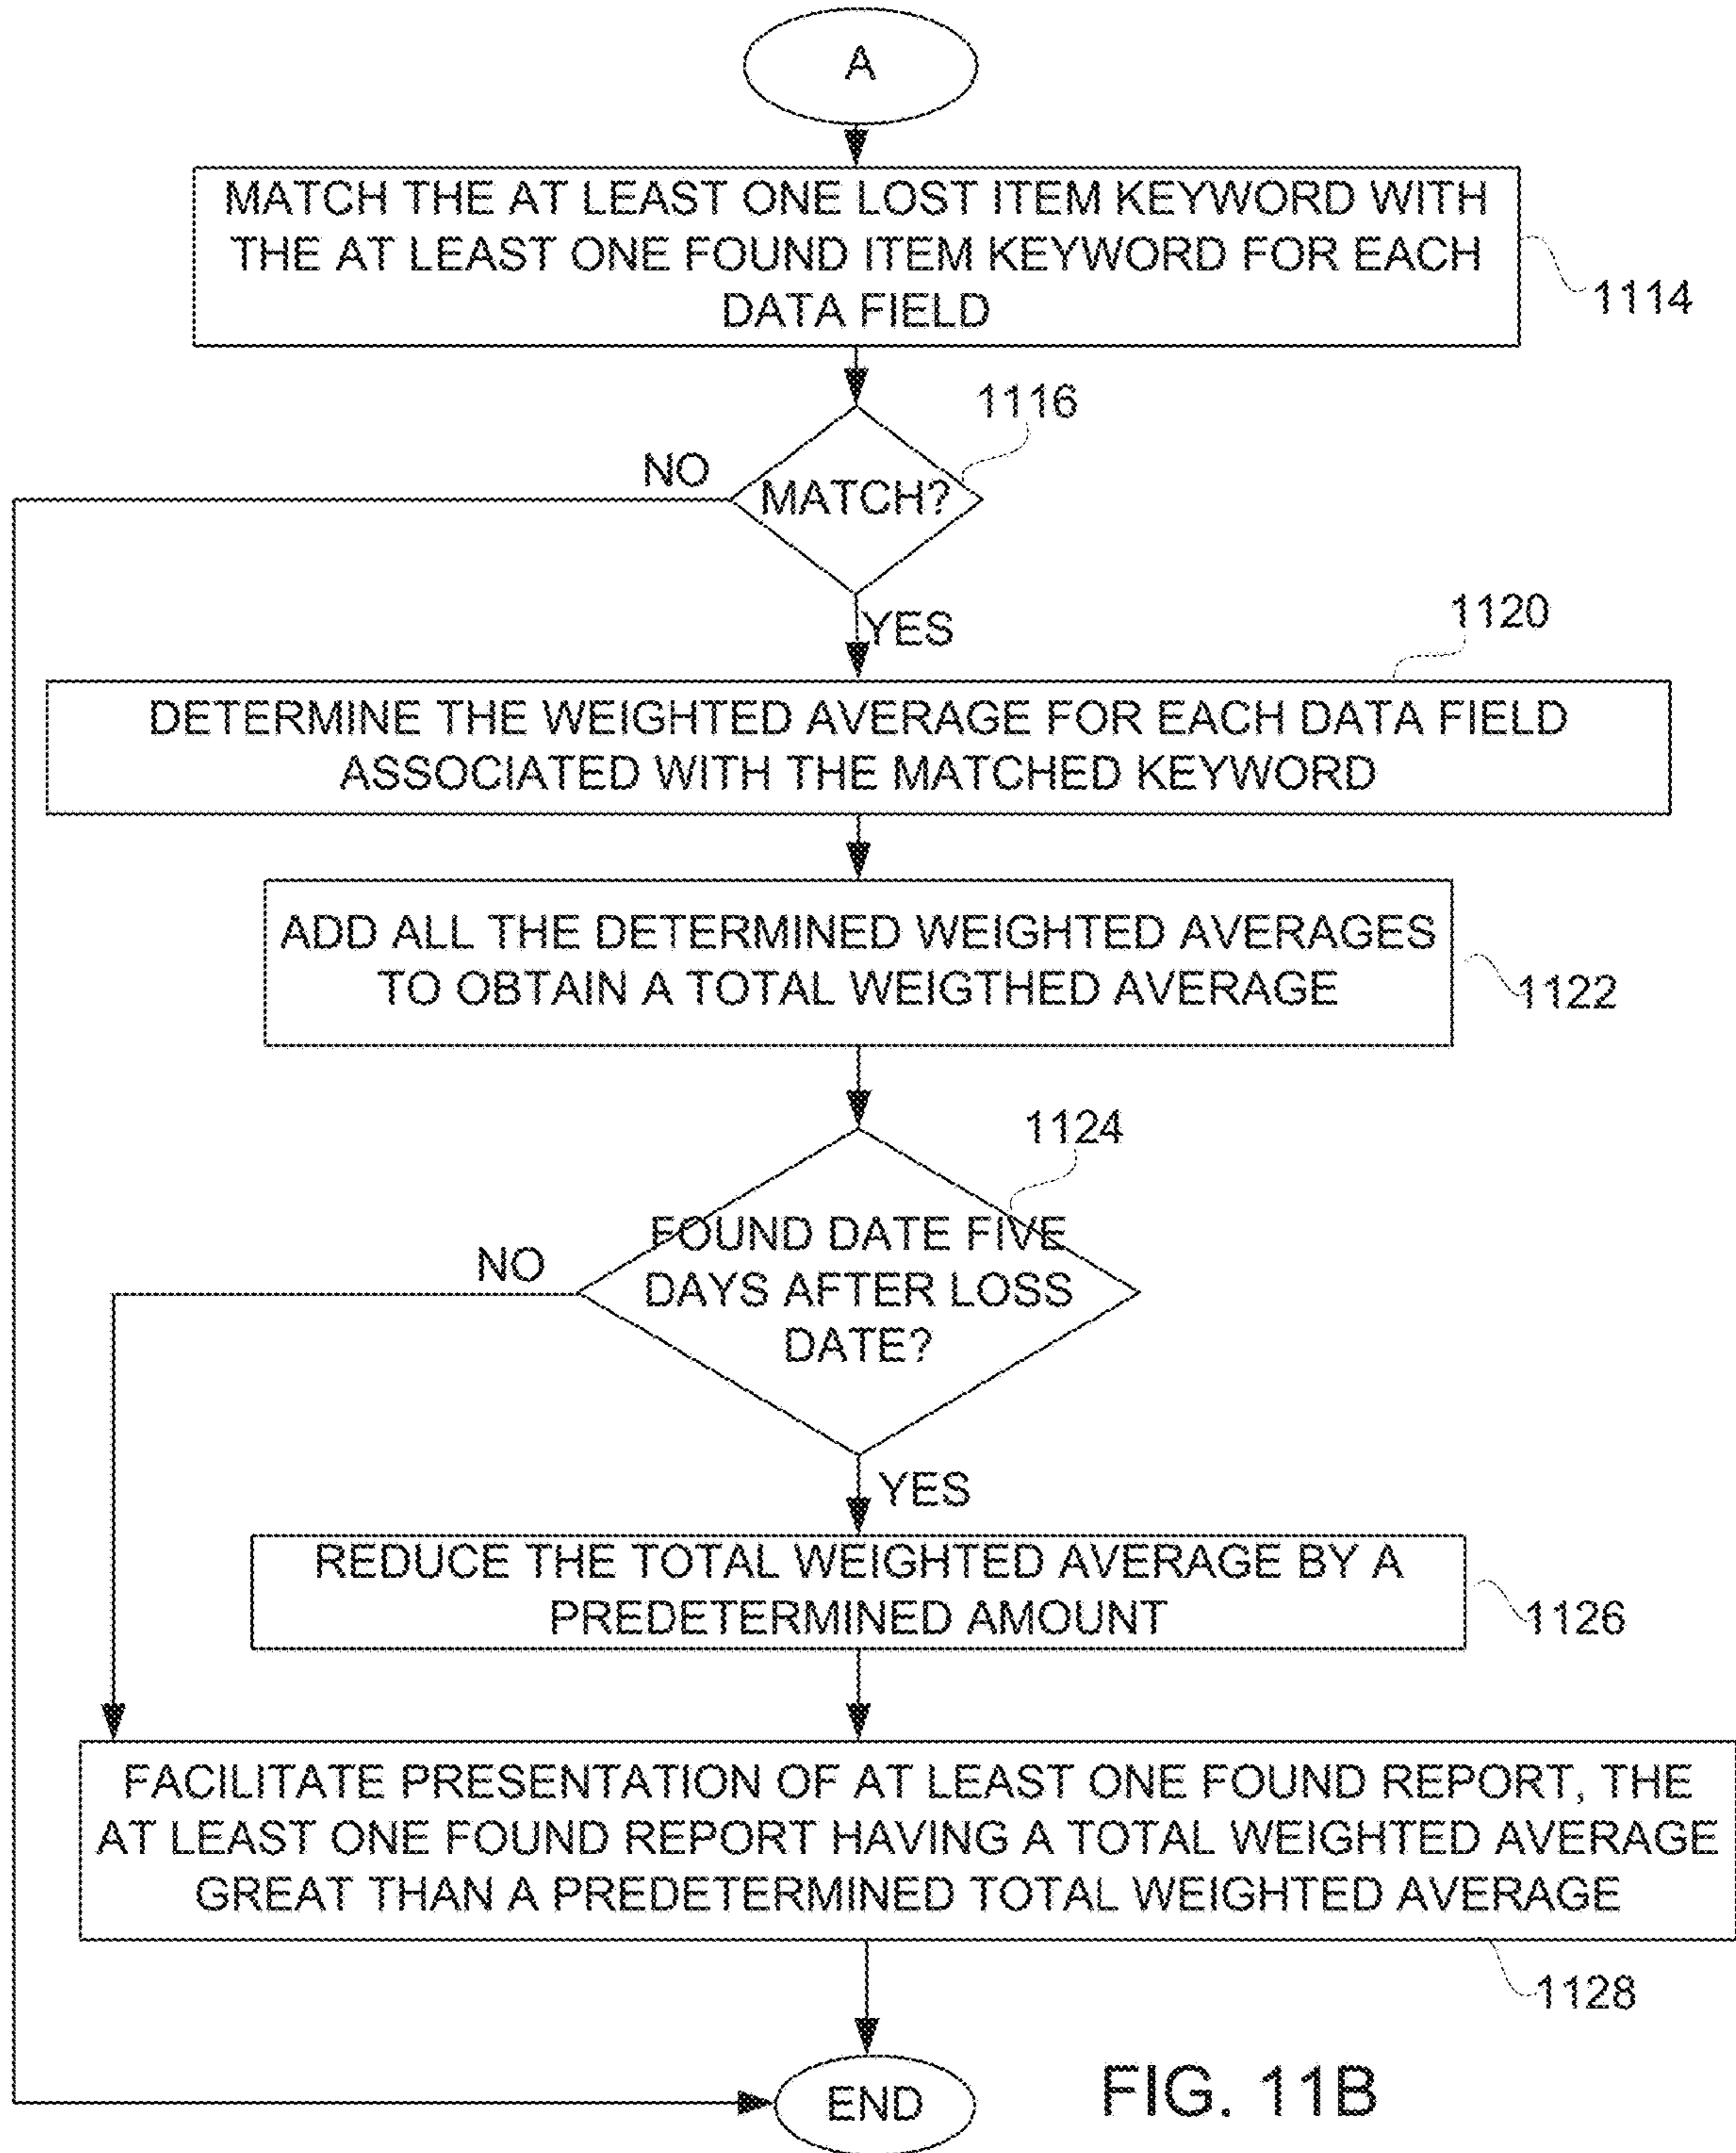 A
MATCH THE AT LEAST ONE LOST ITEM KEYWORD WITH
THE AT LEAST ONE FOUND ITEM KEYWORD FOR EACH
DATA FIELD
1114
1116
NO
MATCH?
YES
1120
DETERMINE THE WEIGHTED AVERAGE FOR EACH DATA FIELD
ASSOCIATED WITH THE MATCHED KEYWORD
ADD ALL THE DETERMINED WEIGHTED AVERAGES
TO OBTAIN A TOTAL WEIGTHED AVERAGE
1122
1124
FOUND DATE FIVE
DAYS AFTER LOSS
DATE?
NO
YES
REDUCE THE TOTAL WEIGHTED AVERAGE BY A
PREDETERMINED AMOUNT
1126
FACILITATE PRESENTATION OF AT LEAST ONE FOUND REPORT, THE
AT LEAST ONE FOUND REPORT HAVING A TOTAL WEIGHTED AVERAGE
GREAT THAN A PREDETERMINED TOTAL WEIGHTED AVERAGE
1128
END
FIG. 11B